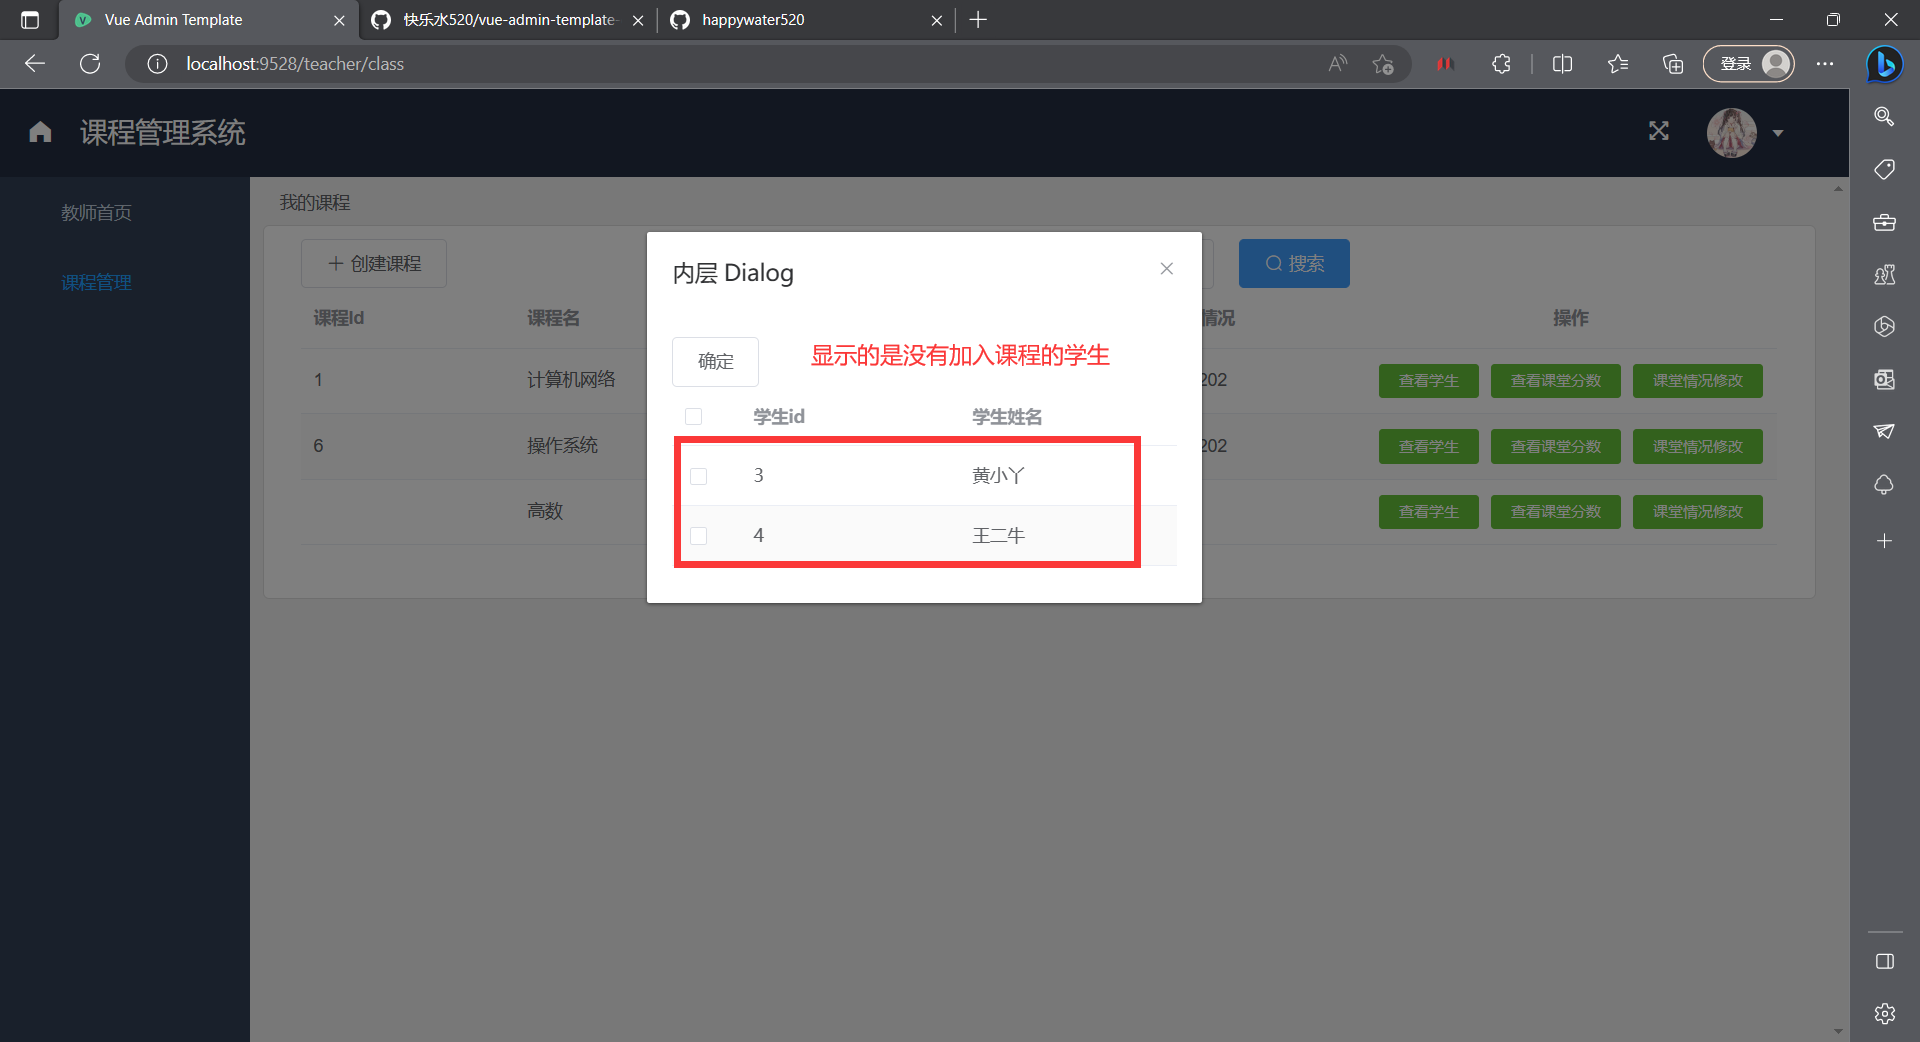 Vue Admin Template
快乐水520/vue-admin-template-
happywater520
localhost:9528/teacher/class
登录
课程管理系统
教师首页
课程管理
我的课程
创建课程
搜索
课程Id 课程名 情况 操作
1 计算机网络 202 查看学生 查看课堂分数 课堂情况修改
6 操作系统 202 查看学生 查看课堂分数 课堂情况修改
高数 查看学生 查看课堂分数 课堂情况修改
内层 Dialog
确定
显示的是没有加入课程的学生
学生id 学生姓名
3 黄小丫
4 王二牛